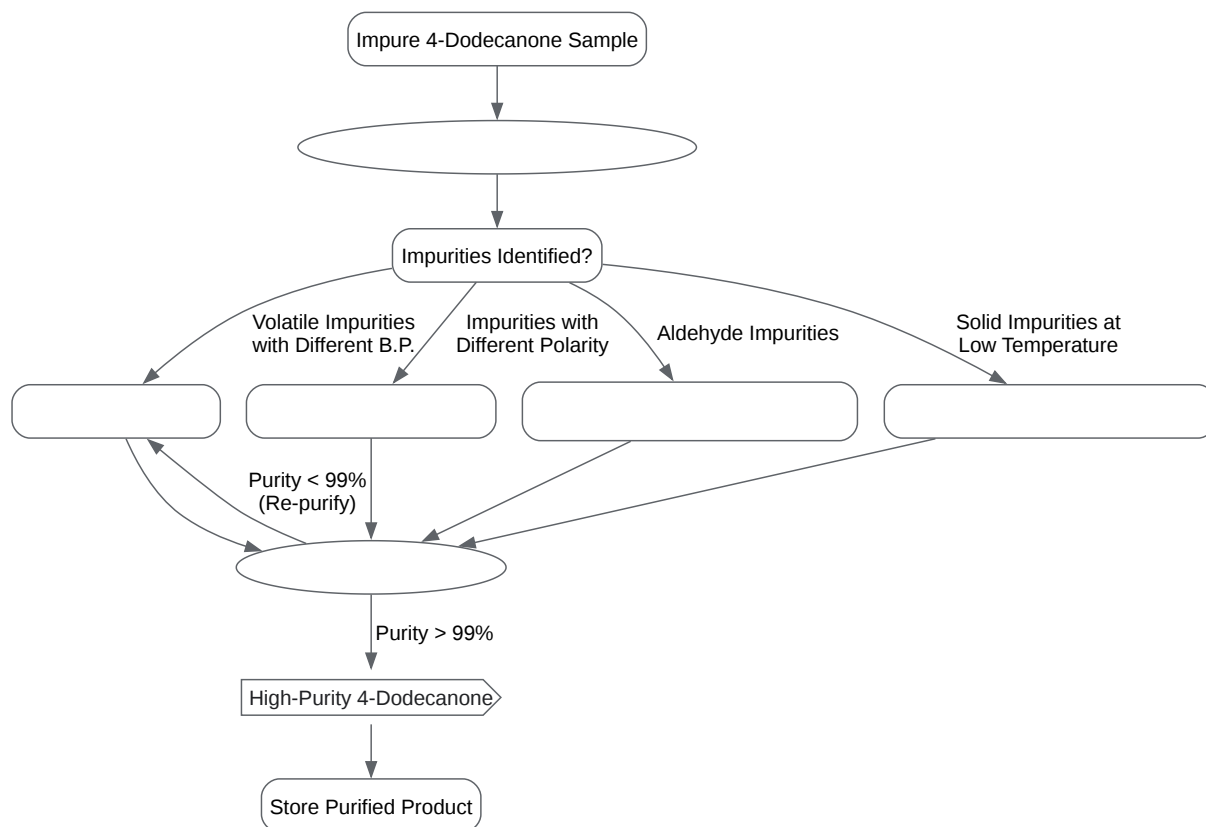 Impure 4-Dodecanone Sample
Impurities Identified?
Volatile Impurities
with Different B.P.
Impurities with
Different Polarity
Aldehyde Impurities
Solid Impurities at
Low Temperature
Purity < 99%
(Re-purify)
Purity > 99%
High-Purity 4-Dodecanone
Store Purified Product